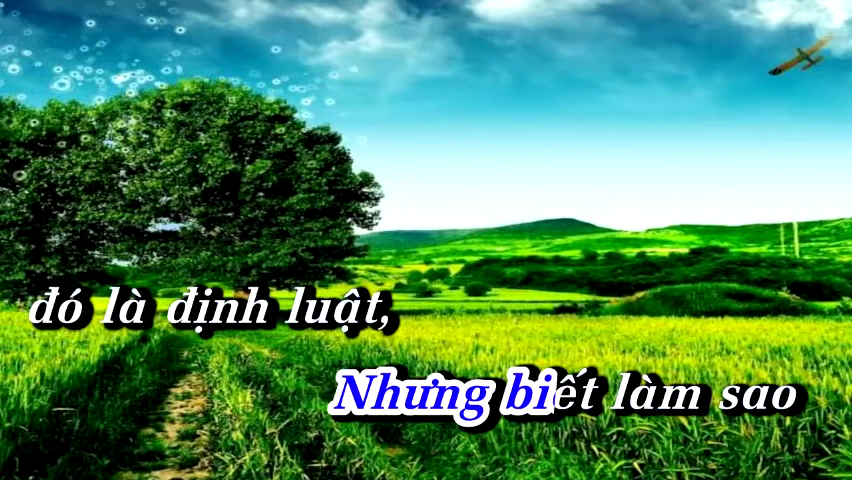 đó là định luật,
Nhưng biết làm sao